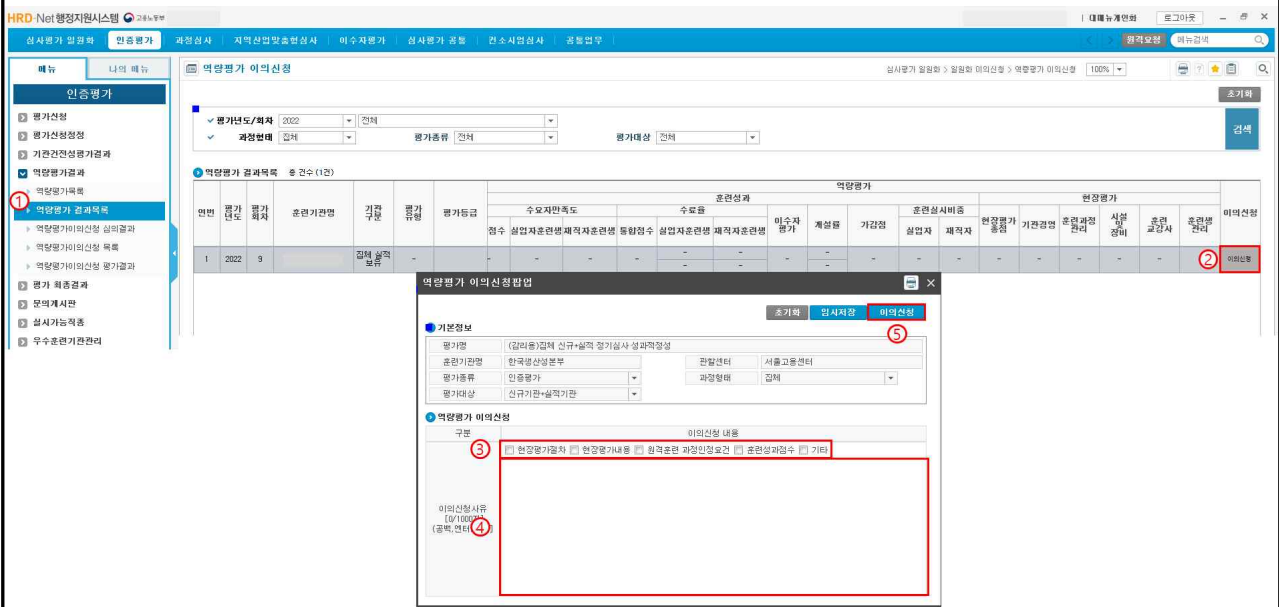 HRD-Net 행정지원시스템 고용노동부
대메뉴개인화 로그아웃
심사평가 일원화 인증평가 과정심사 지역산업맞춤형심사 이수자평가 심사평가 공통 컨소시엄심사 공통업무 원격요청 메뉴검색
메뉴 나의 메뉴
역량평가 이의신청
심사평가 일원화 > 일원화 이의신청 > 역량평가 이의신청 100%
인증평가
초기화
평가신청
평가신청정정
기관건전성평가결과
역량평가결과
역량평가목록
① 역량평가 결과목록
역량평가이의신청 심의결과
역량평가이의신청 목록
역량평가이의신청 평가결과
평가 최종결과
문의게시판
실시가능직종
우수훈련기관관리
평가년도/회차 2022 전체
과정형태 집체 평가종류 전체 평가대상 전체
검색
역량평가 결과목록 총 건수 (1건)
역량평가
훈련성과 현장평가
연번 평가년도 평가회차 훈련기관명 기관구분 평가유형 평가등급 수요자만족도 수료율 이수자평가 개설률 가감점 훈련실시비중 현장평가총점 기관경영 훈련과정관리 시설및장비 훈련교강사 훈련생관리 이의신청
점수 실업자훈련생 재직자훈련생 통합점수 실업자훈련생 재직자훈련생 실업자 재직자
1 2022 9 집체 실적보유 - - - - - - - - - - - - - - - - - - - - ② 이의신청
역량평가 이의신청팝업
초기화 임시저장 이의신청
⑤
기본정보
평가명 (감리용)집체 신규+실적 정기심사 성과적정성
훈련기관명 한국생산성본부 관할센터 서울고용센터
평가종류 인증평가 과정형태 집체
평가대상 신규기관+실적기관
역량평가 이의신청
구분 이의신청 내용
③ 현장평가절차 현장평가내용 원격훈련 과정인정요건 훈련성과점수 기타
이의신청사유
[0/1000
④ (공백,엔터